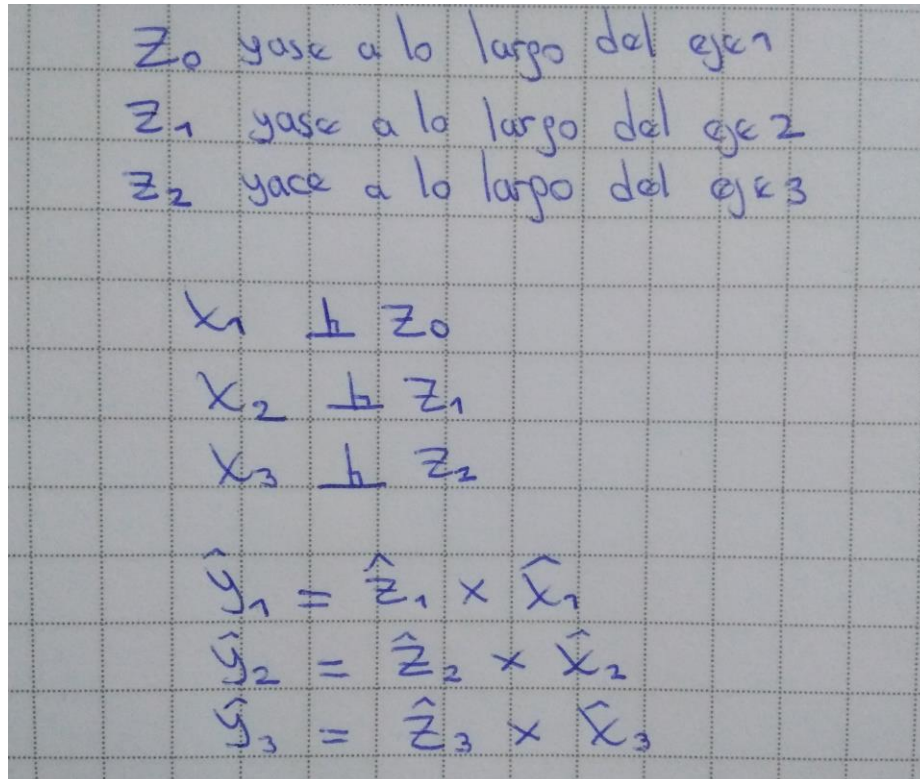 Z₀ yase a lo largo del eje 1
Z₁ yase a lo largo del eje 2
Z₂ yace a lo largo del eje 3
X₁ ⊥ Z₀
X₂ ⊥ Z₁
X₃ ⊥ Z₂
ŷ₁ = ẑ₁ × x̂₁
ŷ₂ = ẑ₂ × x̂₂
ŷ₃ = ẑ₃ × x̂₃